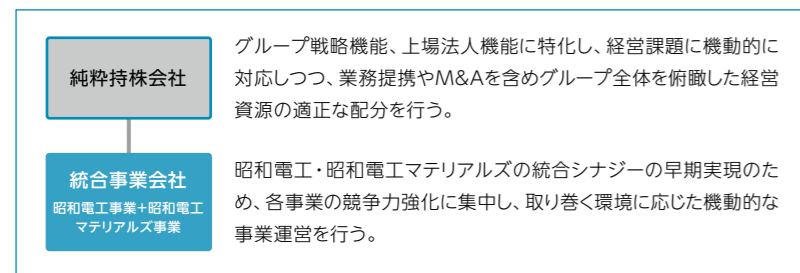 純粋持株会社
グループ戦略機能、上場法人機能に特化し、経営課題に機動的に
対応しつつ、業務提携やM&Aを含めグループ全体を俯瞰した経営
資源の適正な配分を行う。
統合事業会社
昭和電工事業+昭和電工
マテリアルズ事業
昭和電工・昭和電工マテリアルズの統合シナジーの早期実現のた
め、各事業の競争力強化に集中し、取り巻く環境に応じた機動的な
事業運営を行う。